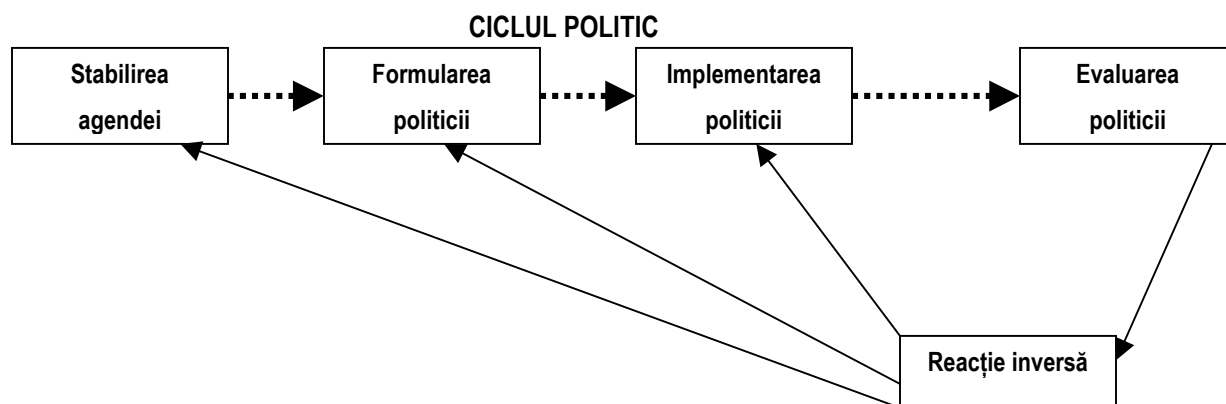 CICLUL POLITIC
Stabilirea
agendei
Formularea
politicii
Implementarea
politicii
Evaluarea
politicii
Reacție inversă